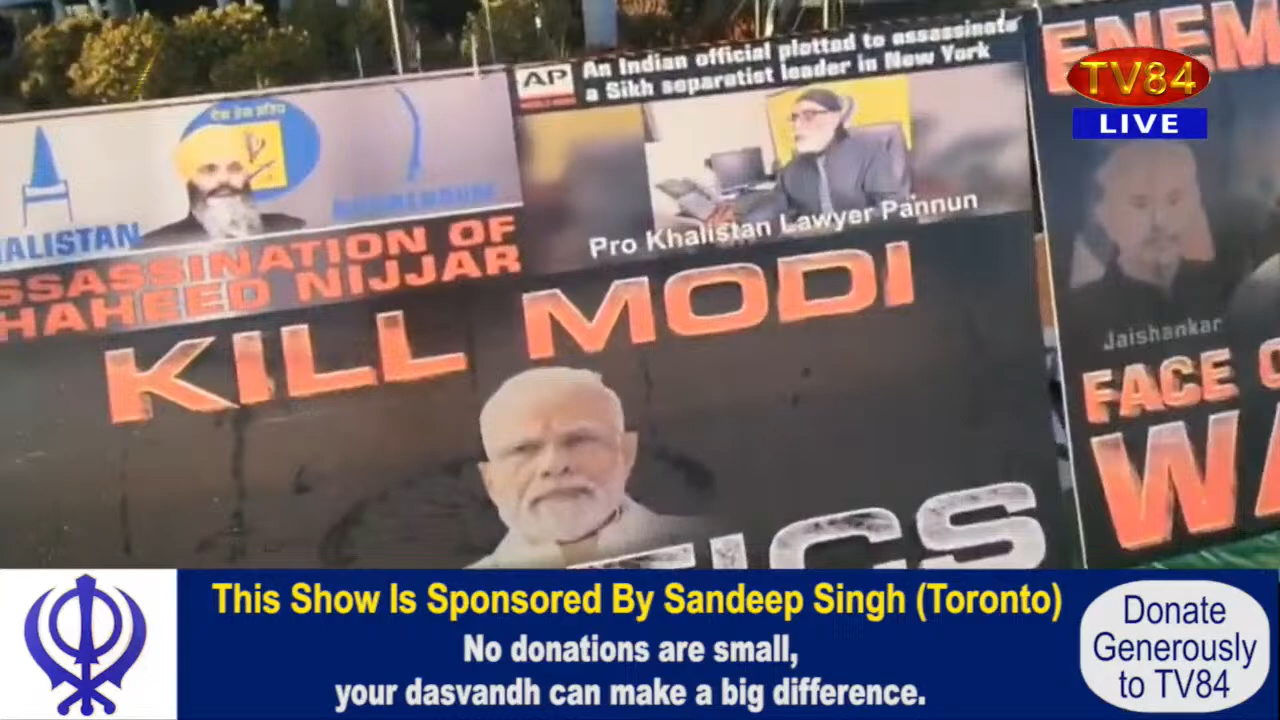 AP An Indian official plotted to assassinate
a Sikh separatist leader in New York
ENEM
TV84
LIVE
HALISTAN
SSASSINATION OF
HAHEED NIJJAR
Pro Khalistan Lawyer Pannun
KILL MODI
TICS
Jaishankar
FACE
WA
This Show Is Sponsored By Sandeep Singh (Toronto)
No donations are small,
your dasvandh can make a big difference.
Donate
Generously
to TV84